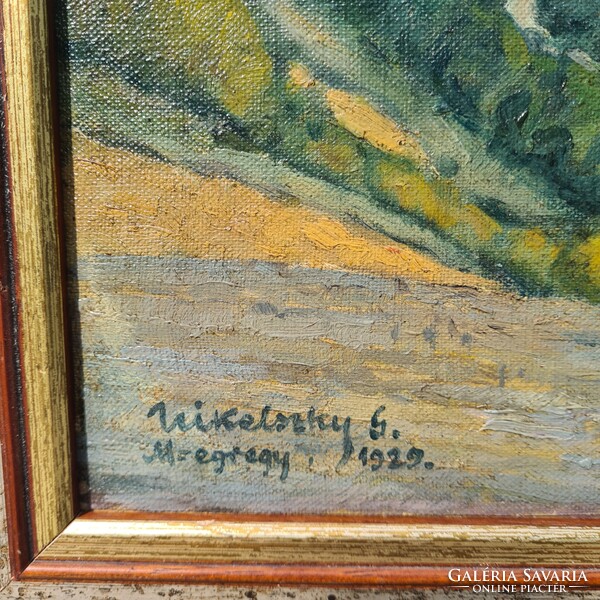 Nikelszky G.
M-egregy. 1929.
GALÉRIA SAVARIA
ONLINE PIACTÉR